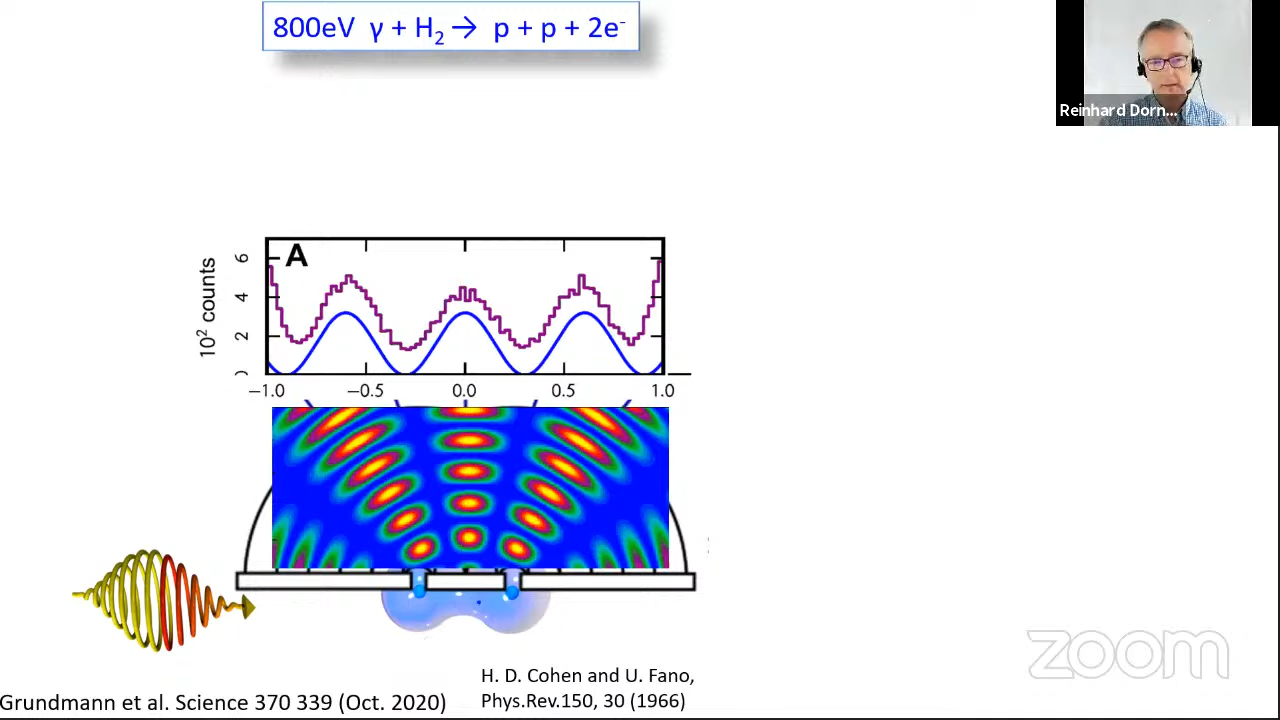 800eV γ + H₂ → p + p + 2e⁻
Reinhard Dorn...
A
10² counts
6
4
2
0
−1.0 −0.5 0.0 0.5 1.0
H. D. Cohen and U. Fano,
Phys.Rev.150, 30 (1966)
Grundmann et al. Science 370 339 (Oct. 2020)
zoom